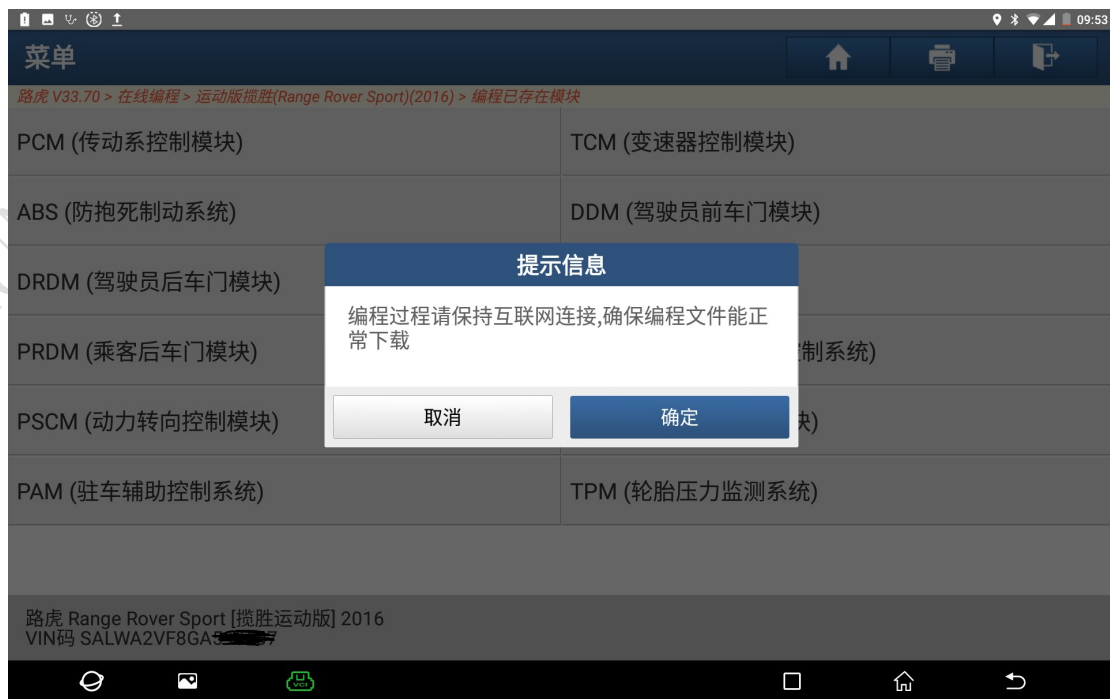 09:53
菜单
路虎 V33.70 > 在线编程 > 运动版揽胜(Range Rover Sport)(2016) > 编程已存在模块
PCM (传动系控制模块)
TCM (变速器控制模块)
ABS (防抱死制动系统)
DDM (驾驶员前车门模块)
DRDM (驾驶员后车门模块)
PRDM (乘客后车门模块)
制系统)
PSCM (动力转向控制模块)
PAM (驻车辅助控制系统)
TPM (轮胎压力监测系统)
提示信息
编程过程请保持互联网连接,确保编程文件能正
常下载
取消
确定
路虎 Range Rover Sport [揽胜运动版] 2016
VIN码 SALWA2VF8GA
VCI